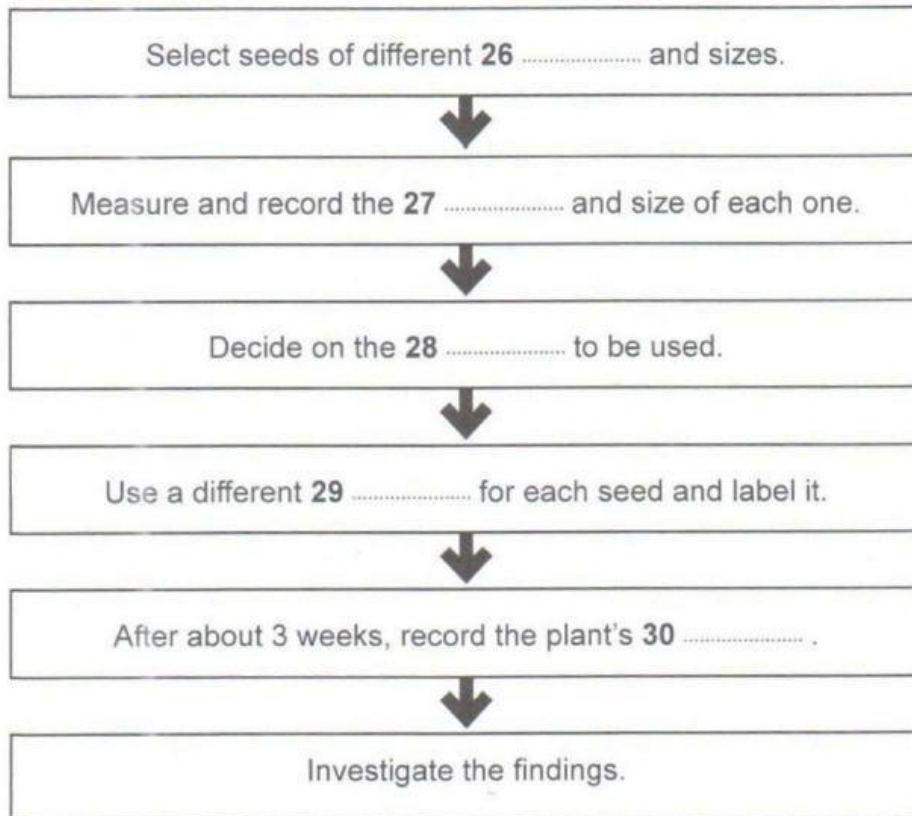 Select seeds of different 26 .................... and sizes.
Measure and record the 27 .................... and size of each one.
Decide on the 28 .................... to be used.
Use a different 29 .................... for each seed and label it.
After about 3 weeks, record the plant's 30 .................... .
Investigate the findings.